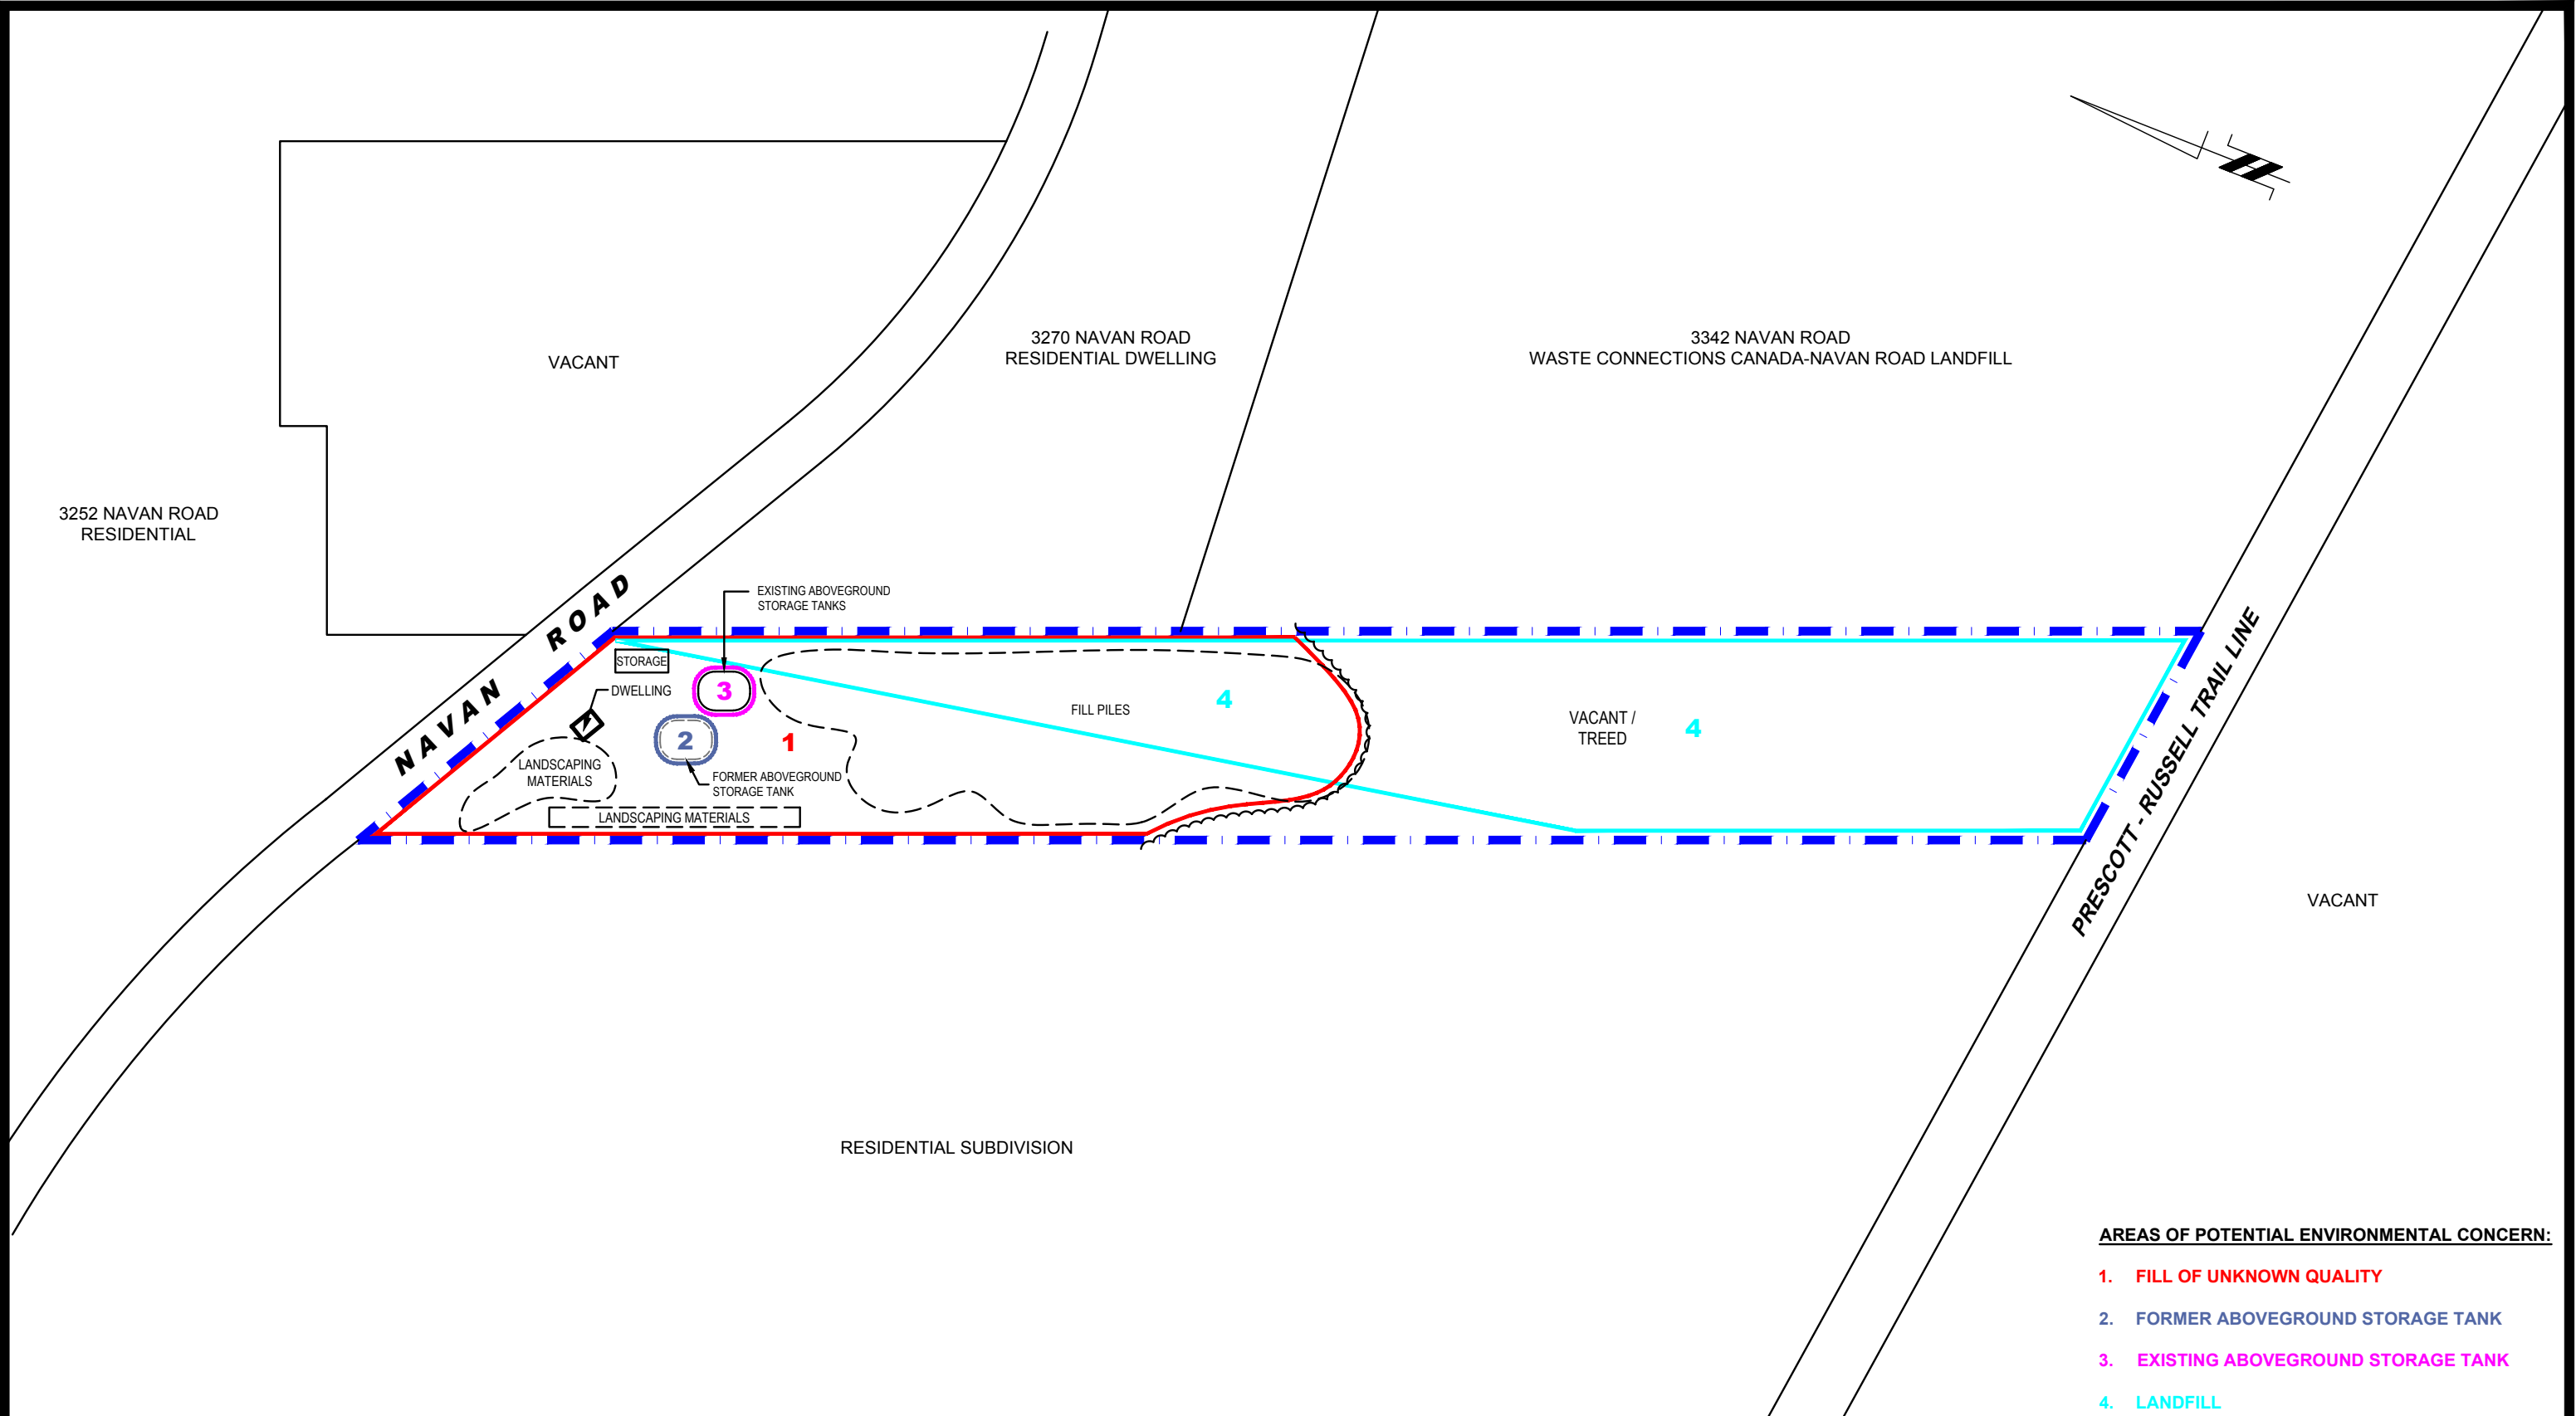 3270 NAVAN ROAD
RESIDENTIAL DWELLING
3342 NAVAN ROAD
WASTE CONNECTIONS CANADA-NAVAN ROAD LANDFILL
VACANT
3252 NAVAN ROAD
RESIDENTIAL
NAVAN ROAD
EXISTING ABOVEGROUND
STORAGE TANKS
STORAGE
DWELLING
3
2
1
FORMER ABOVEGROUND
STORAGE TANK
LANDSCAPING
MATERIALS
LANDSCAPING MATERIALS
FILL PILES
4
VACANT /
TREED
4
PRESCOTT - RUSSELL TRAIL LINE
VACANT
RESIDENTIAL SUBDIVISION
AREAS OF POTENTIAL ENVIRONMENTAL CONCERN:
1. FILL OF UNKNOWN QUALITY
2. FORMER ABOVEGROUND STORAGE TANK
3. EXISTING ABOVEGROUND STORAGE TANK
4. LANDFILL